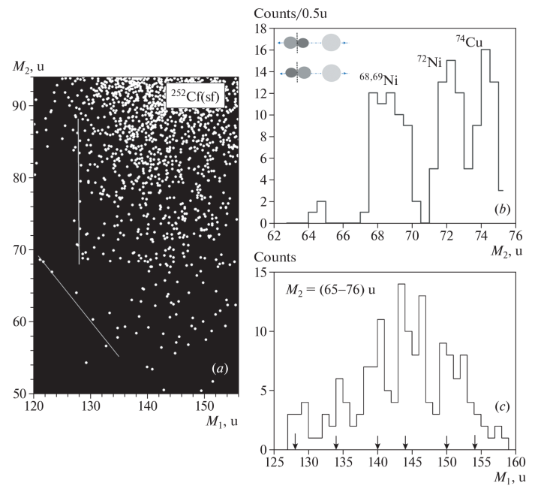 M₂, u
90
80
70
60
50
²⁵²Cf(sf)
(a)
120 130 140 150
M₁, u
Counts/0.5u
18
16
14
12
10
8
6
4
2
0
⁶⁸,⁶⁹Ni
⁷²Ni
⁷⁴Cu
(b)
62 64 66 68 70 72 74 76
M₂, u
Counts
15
10
5
0
M₂ = (65–76) u
(c)
125 130 135 140 145 150 155 160
M₁, u